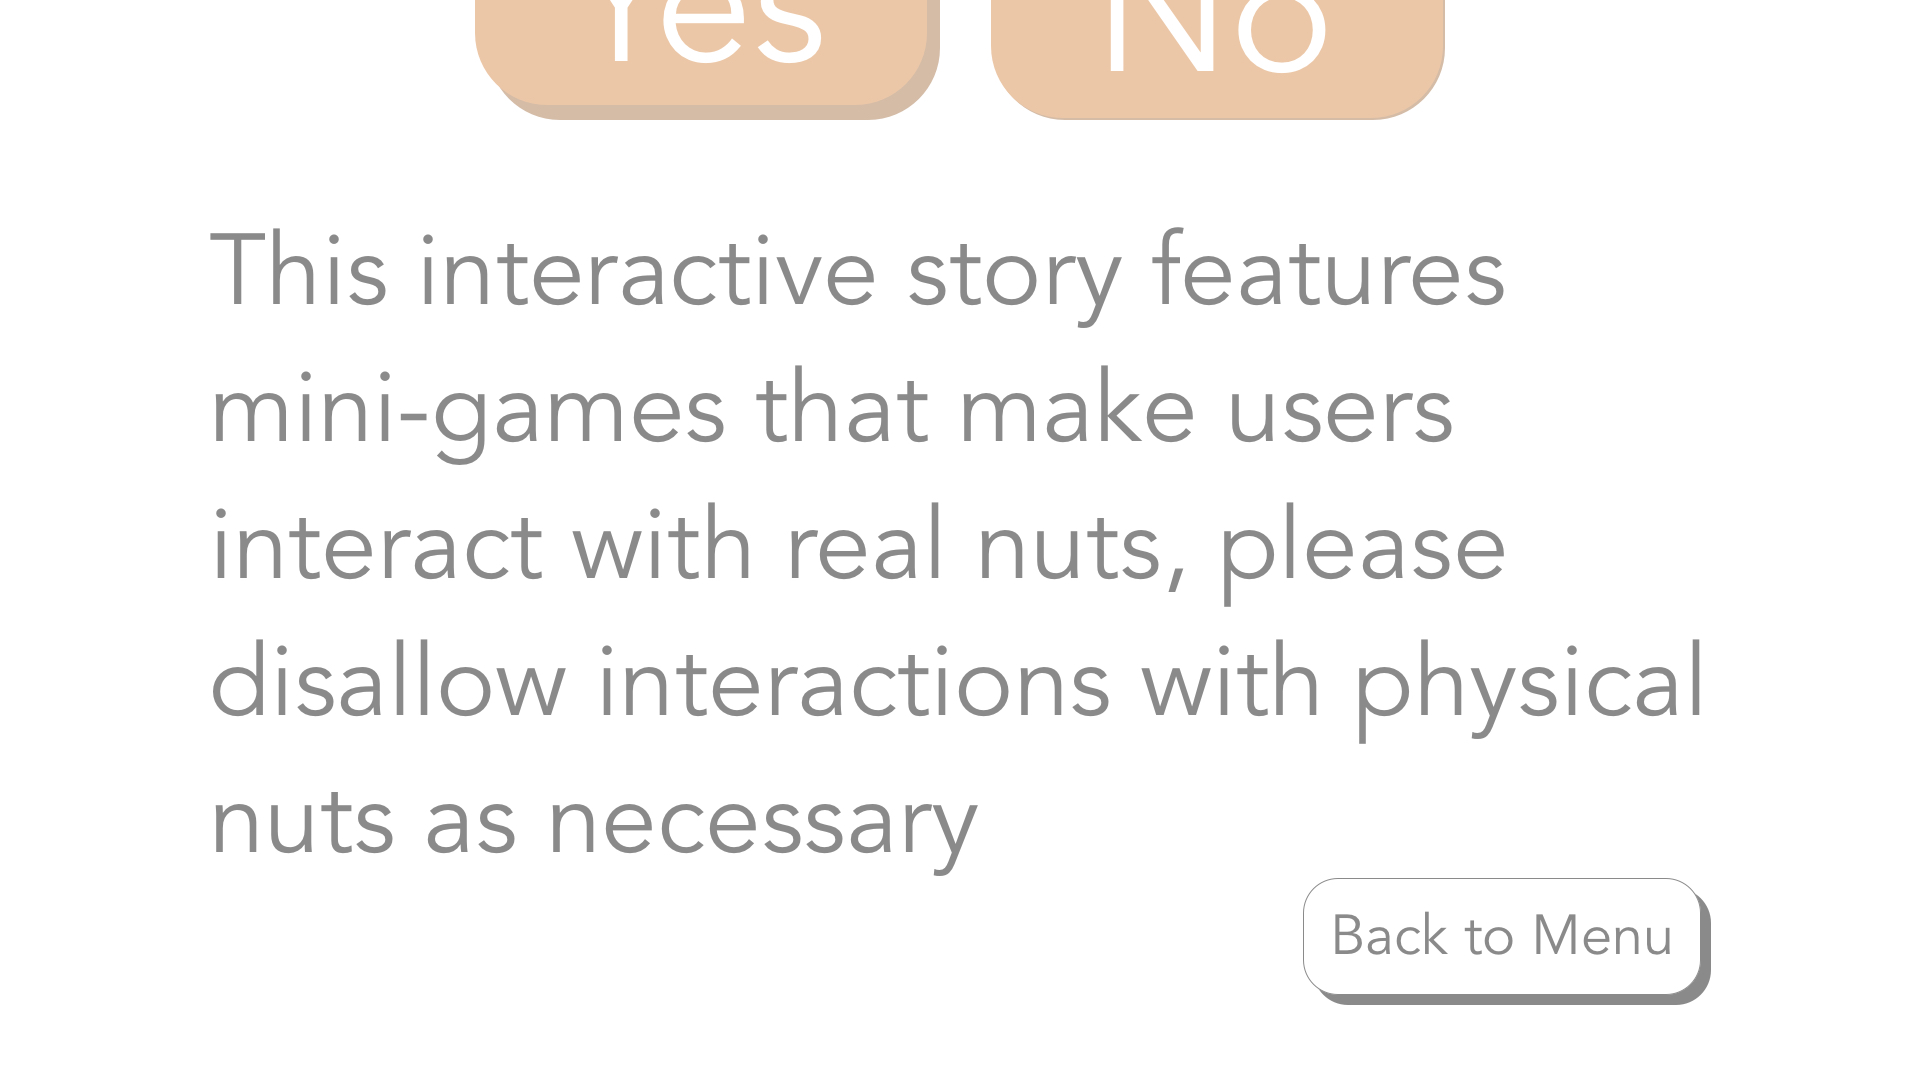 Yes No
This interactive story features
mini-games that make users
interact with real nuts, please
disallow interactions with physical
nuts as necessary
Back to Menu